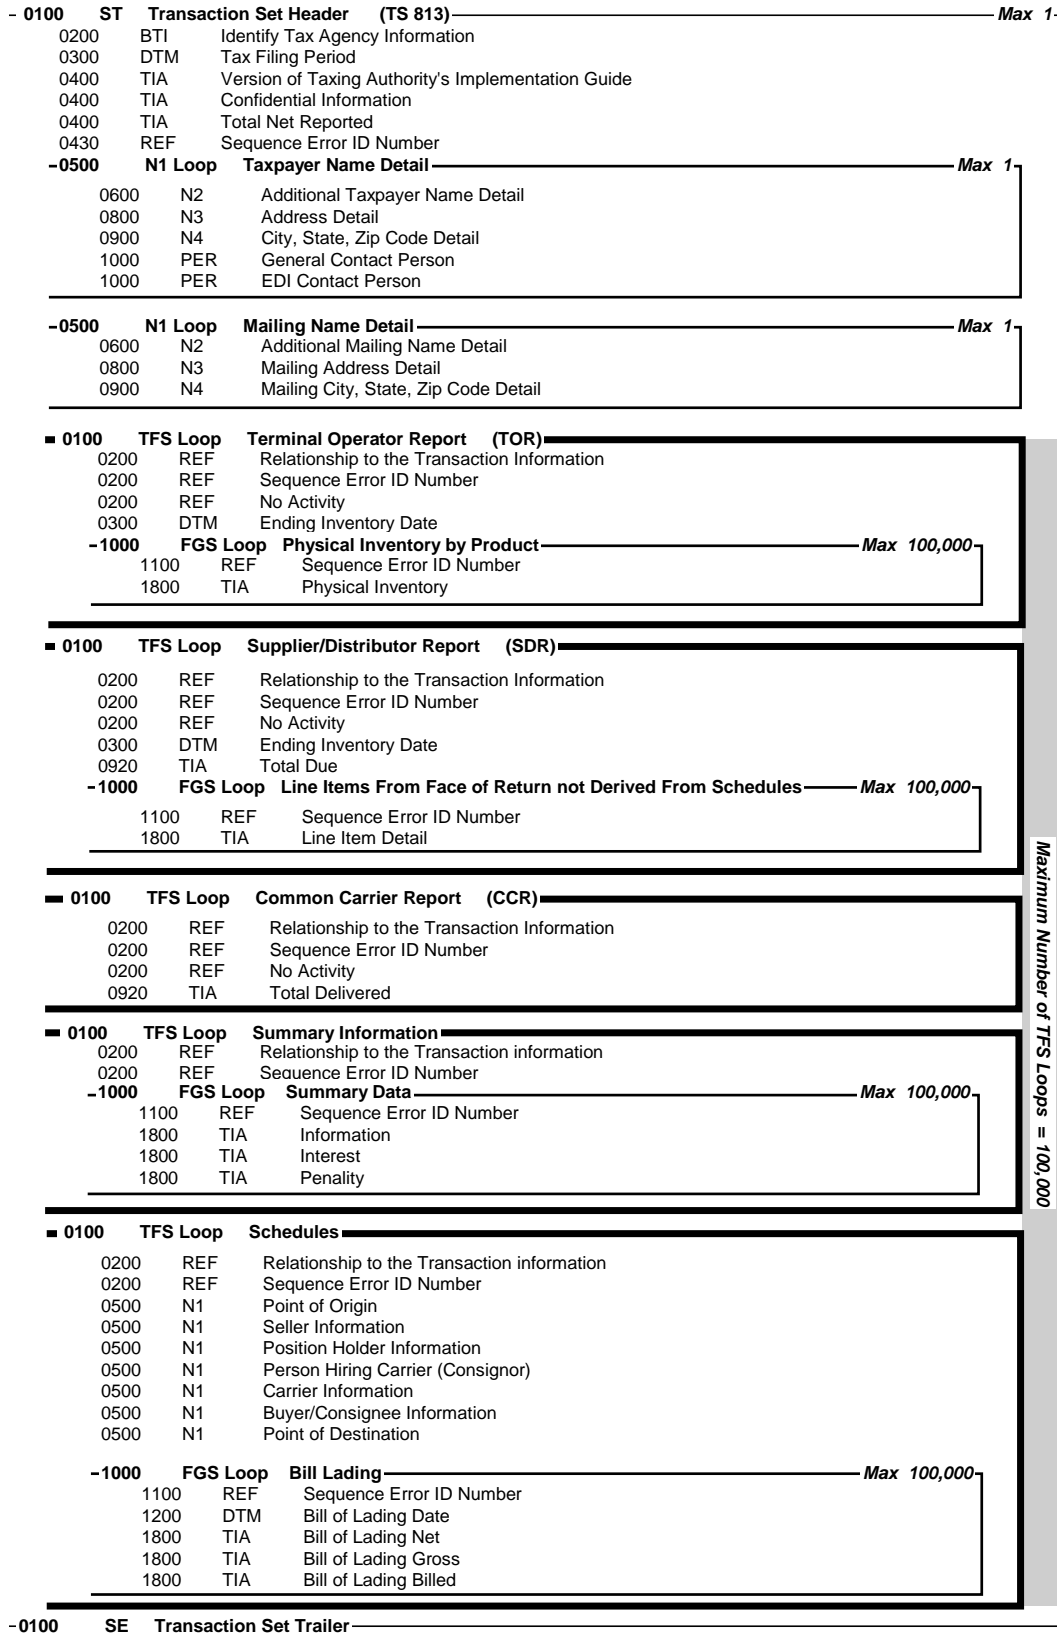 0100 ST Transaction Set Header (TS 813) Max 1
0200 BTI Identify Tax Agency Information
0300 DTM Tax Filing Period
0400 TIA Version of Taxing Authority's Implementation Guide
0400 TIA Confidential Information
0400 TIA Total Net Reported
0430 REF Sequence Error ID Number
0500 N1 Loop Taxpayer Name Detail Max 1
0600 N2 Additional Taxpayer Name Detail
0800 N3 Address Detail
0900 N4 City, State, Zip Code Detail
1000 PER General Contact Person
1000 PER EDI Contact Person
0500 N1 Loop Mailing Name Detail Max 1
0600 N2 Additional Mailing Name Detail
0800 N3 Mailing Address Detail
0900 N4 Mailing City, State, Zip Code Detail
0100 TFS Loop Terminal Operator Report (TOR)
0200 REF Relationship to the Transaction Information
0200 REF Sequence Error ID Number
0200 REF No Activity
0300 DTM Ending Inventory Date
1000 FGS Loop Physical Inventory by Product Max 100,000
1100 REF Sequence Error ID Number
1800 TIA Physical Inventory
0100 TFS Loop Supplier/Distributor Report (SDR)
0200 REF Relationship to the Transaction Information
0200 REF Sequence Error ID Number
0200 REF No Activity
0300 DTM Ending Inventory Date
0920 TIA Total Due
1000 FGS Loop Line Items From Face of Return not Derived From Schedules Max 100,000
1100 REF Sequence Error ID Number
1800 TIA Line Item Detail
0100 TFS Loop Common Carrier Report (CCR)
0200 REF Relationship to the Transaction Information
0200 REF Sequence Error ID Number
0200 REF No Activity
0920 TIA Total Delivered
0100 TFS Loop Summary Information
0200 REF Relationship to the Transaction information
0200 REF Sequence Error ID Number
1000 FGS Loop Summary Data Max 100,000
1100 REF Sequence Error ID Number
1800 TIA Information
1800 TIA Interest
1800 TIA Penality
0100 TFS Loop Schedules
0200 REF Relationship to the Transaction information
0200 REF Sequence Error ID Number
0500 N1 Point of Origin
0500 N1 Seller Information
0500 N1 Position Holder Information
0500 N1 Person Hiring Carrier (Consignor)
0500 N1 Carrier Information
0500 N1 Buyer/Consignee Information
0500 N1 Point of Destination
1000 FGS Loop Bill Lading Max 100,000
1100 REF Sequence Error ID Number
1200 DTM Bill of Lading Date
1800 TIA Bill of Lading Net
1800 TIA Bill of Lading Gross
1800 TIA Bill of Lading Billed
Maximum Number of TFS Loops = 100,000
0100 SE Transaction Set Trailer